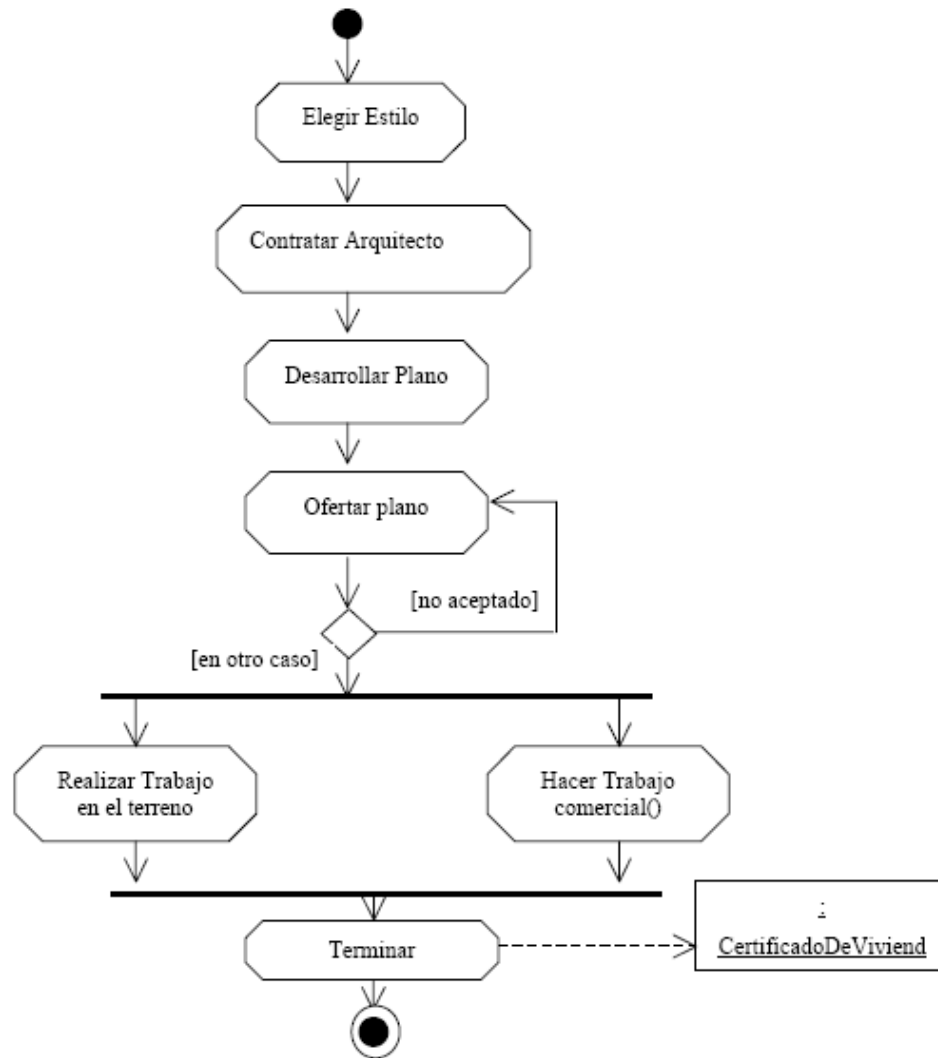 Elegir Estilo
Contratar Arquitecto
Desarrollar Plano
Ofertar plano
[no aceptado]
[en otro caso]
Realizar Trabajo
en el terreno
Hacer Trabajo
comercial()
:
CertificadoDeViviend
Terminar